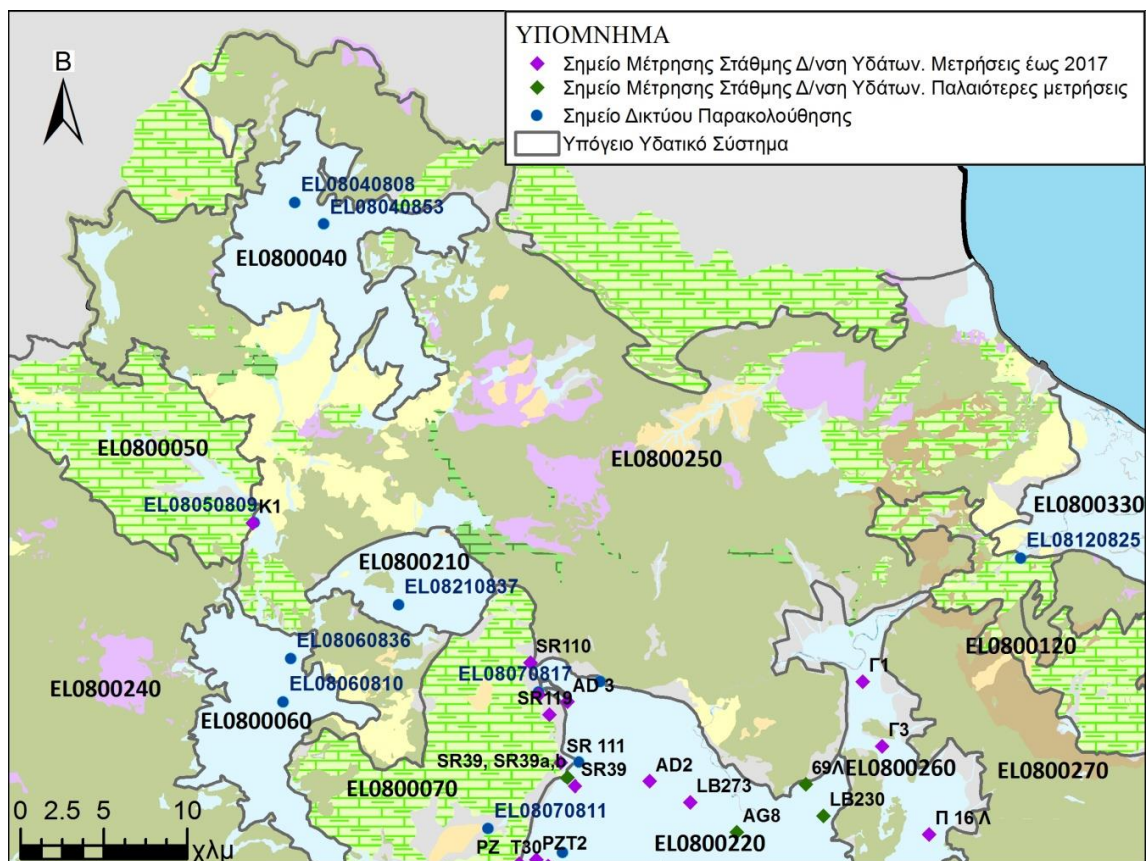 ΥΠΟΜΝΗΜΑ
Σημείο Μέτρησης Στάθμης Δ/νση Υδάτων. Μετρήσεις έως 2017
Σημείο Μέτρησης Στάθμης Δ/νση Υδάτων. Παλαιότερες μετρήσεις
Σημείο Δικτύου Παρακολούθησης
Υπόγειο Υδατικό Σύστημα
Β
EL08040808
EL08040853
EL0800040
EL0800050
EL0800250
EL08050809
K1
EL0800330
EL08120825
EL0800210
EL08210837
EL08060836
SR110
EL0800120
EL08070817
Γ1
EL0800240
EL08060810
AD 3
SR119
EL0800060
Γ3
SR 111
SR39, SR39a,b
SR39
AD2
69Λ
EL0800260
EL0800270
EL0800070
LB273
LB230
EL08070811
AG8
Π 16 Λ
EL0800220
PZ
T30
PZT2
0 2.5 5 10
χλμ